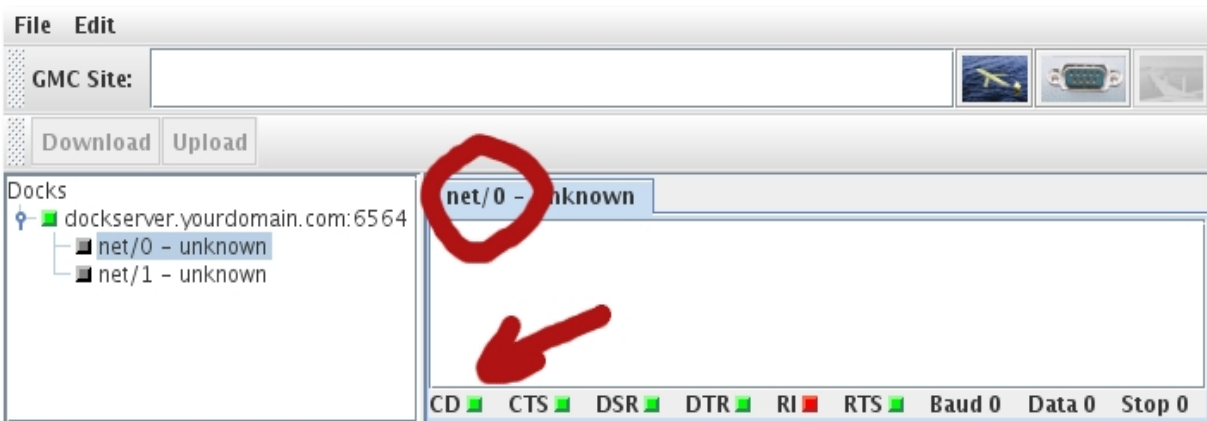 File Edit
GMC Site:
Download Upload
Docks
dockserver.yourdomain.com:6564
net/0 - unknown
net/1 - unknown
net/0 - unknown
CD CTS DSR DTR RI RTS Baud 0 Data 0 Stop 0